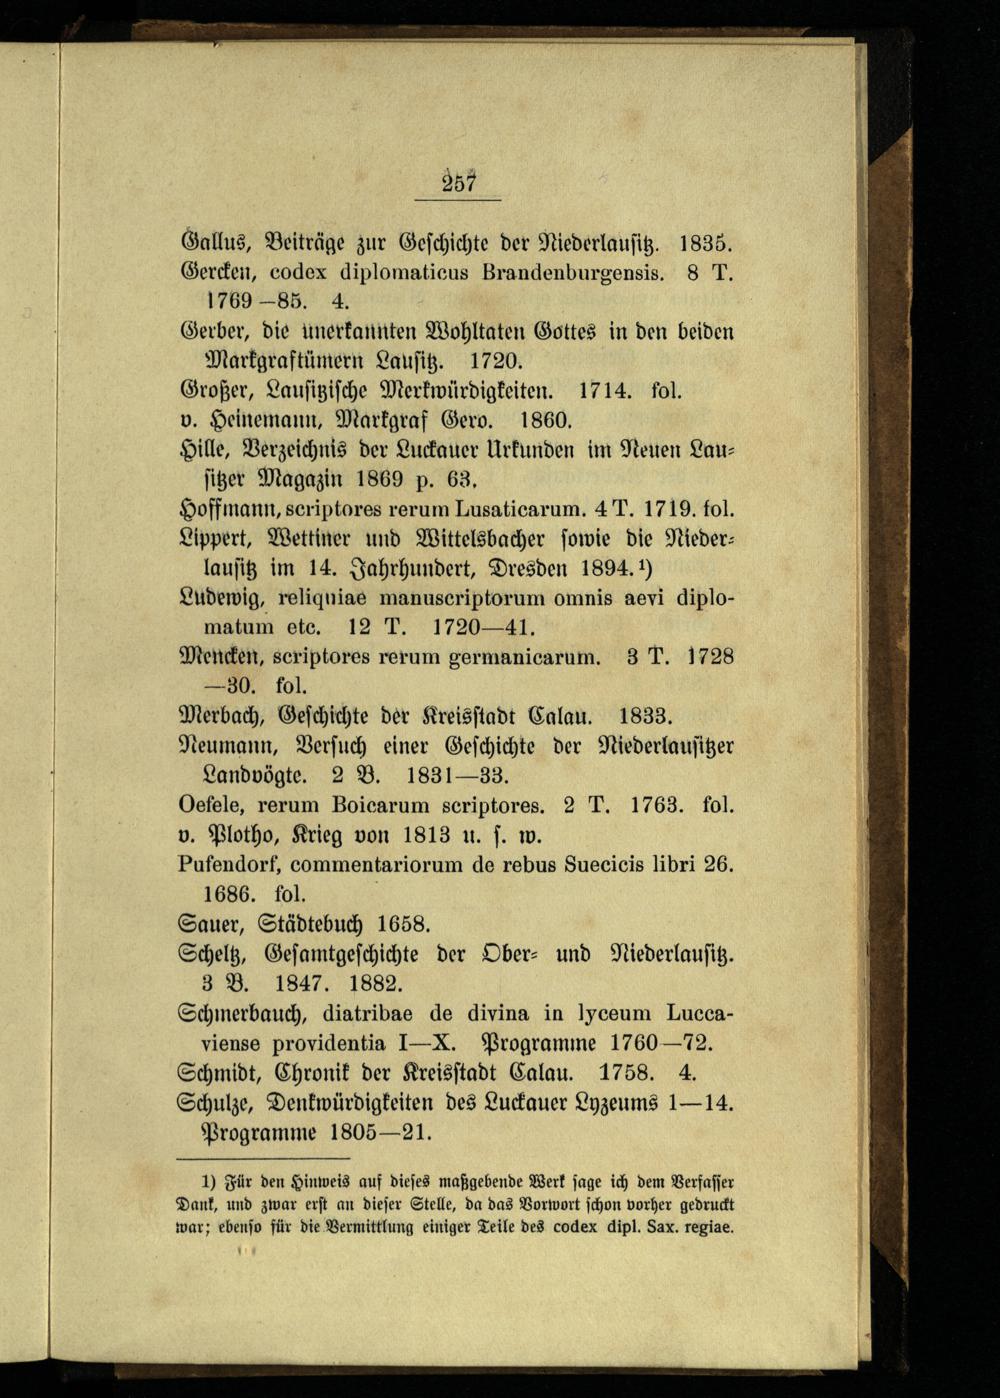 257
Gallus, Beiträge zur Geschichte der Niederlausitz. 1835.
Gercken, codex diplomaticus Brandenburgensis. 8 T.
1769—85. 4.
Gerber, die unerkannten Wohltaten Gottes in den beiden
Markgraftümern Lausitz. 1720.
Großer, Lausitzische Merkwürdigkeiten. 1714. fol.
v. Heinemann, Markgraf Gero. 1860.
Hille, Verzeichnis der Luckauer Urkunden im Neuen Lau-
sitzer Magazin 1869 p. 63.
Hoffmann, scriptores rerum Lusaticarum. 4 T. 1719. fol.
Lippert, Wettiner und Wittelsbacher sowie die Nieder-
lausitz im 14. Jahrhundert, Dresden 1894.¹)
Ludewig, reliquiae manuscriptorum omnis aevi diplo-
matum etc. 12 T. 1720—41.
Mencken, scriptores rerum germanicarum. 3 T. 1728
—30. fol.
Merbach, Geschichte der Kreisstadt Calau. 1833.
Neumann, Versuch einer Geschichte der Niederlausitzer
Landvögte. 2 B. 1831—33.
Oefele, rerum Boicarum scriptores. 2 T. 1763. fol.
v. Plotho, Krieg von 1813 u. s. w.
Pufendorf, commentariorum de rebus Suecicis libri 26.
1686. fol.
Sauer, Städtebuch 1658.
Scheltz, Gesamtgeschichte der Ober- und Niederlausitz.
3 B. 1847. 1882.
Schmerbauch, diatribae de divina in lyceum Lucca-
viense providentia I—X. Programme 1760—72.
Schmidt, Chronik der Kreisstadt Calau. 1758. 4.
Schulze, Denkwürdigkeiten des Luckauer Lyzeums 1—14.
Programme 1805—21.
1) Für den Hinweis auf dieses maßgebende Werk sage ich dem Verfasser
Dank, und zwar erst an dieser Stelle, da das Vorwort schon vorher gedruckt
war; ebenso für die Vermittlung einiger Teile des codex dipl. Sax. regiae.